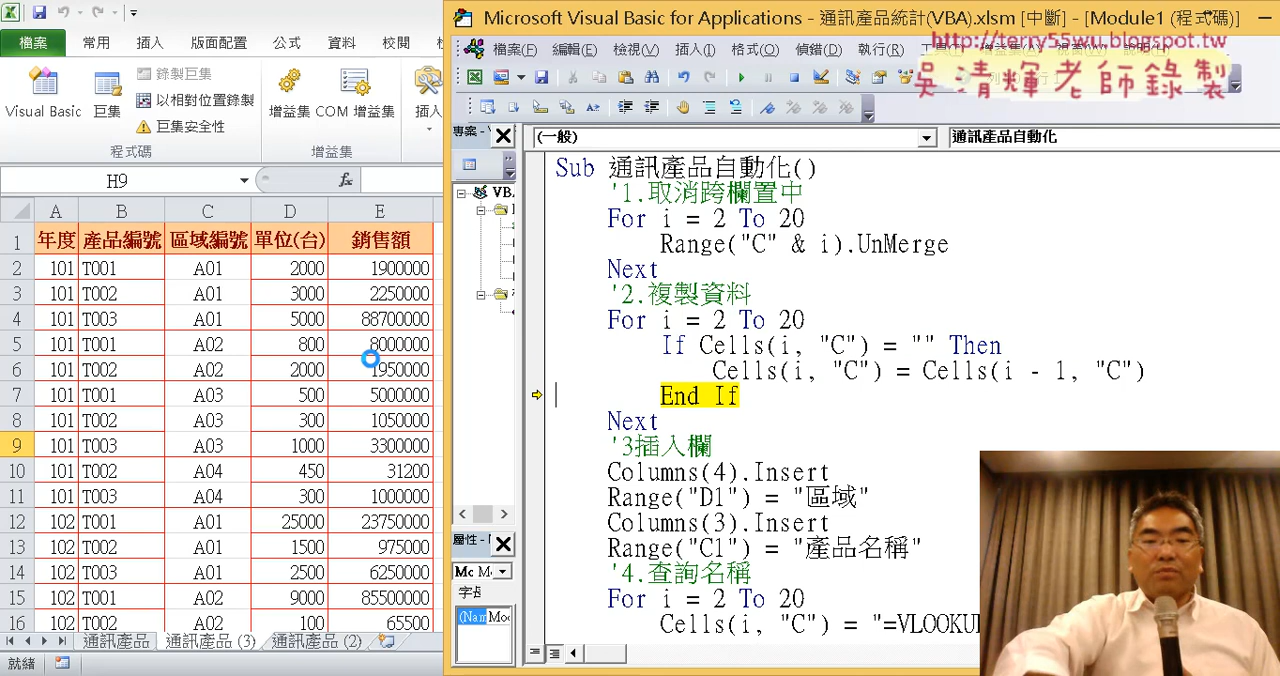 Microsoft Visual Basic for Applications - 通訊產品統計(VBA).xlsm [中斷] - [Module1 (程式碼)]
檔案 常用 插入 版面配置 公式 資料 校閱
檔案(F) 編輯(E) 檢視(V) 插入(I) 格式(O) 偵錯(D) 執行(R)
http://terry55wu.blogspot.tw
吳清輝老師錄製
Visual Basic 巨集 錄製巨集
以相對位置錄製
巨集安全性
增益集 COM 增益集 插入
程式碼 增益集
專案 -
(一般) 通訊產品自動化
H9 fx
A B C D E
1 年度 產品編號 區域編號 單位(台) 銷售額
2 101 T001 A01 2000 1900000
3 101 T002 A01 3000 2250000
4 101 T003 A01 5000 88700000
5 101 T001 A02 800 8000000
6 101 T002 A02 2000 1950000
7 101 T001 A03 500 5000000
8 101 T002 A03 300 1050000
9 101 T003 A03 1000 3300000
10 101 T002 A04 450 31200
11 101 T003 A04 300 1000000
12 102 T001 A01 25000 23750000
13 102 T002 A01 1500 975000
14 102 T003 A01 2500 6250000
15 102 T001 A02 9000 85500000
16 102 T002 A02 100 65500
通訊產品 通訊產品 (3) 通訊產品 (2)
就緒
屬性 -
Sub 通訊產品自動化()
'1.取消跨欄置中
For i = 2 To 20
Range("C" & i).UnMerge
Next
'2.複製資料
For i = 2 To 20
If Cells(i, "C") = "" Then
Cells(i, "C") = Cells(i - 1, "C")
End If
Next
'3插入欄
Columns(4).Insert
Range("D1") = "區域"
Columns(3).Insert
Range("C1") = "產品名稱"
'4.查詢名稱
For i = 2 To 20
Cells(i, "C") = "=VLOOKU